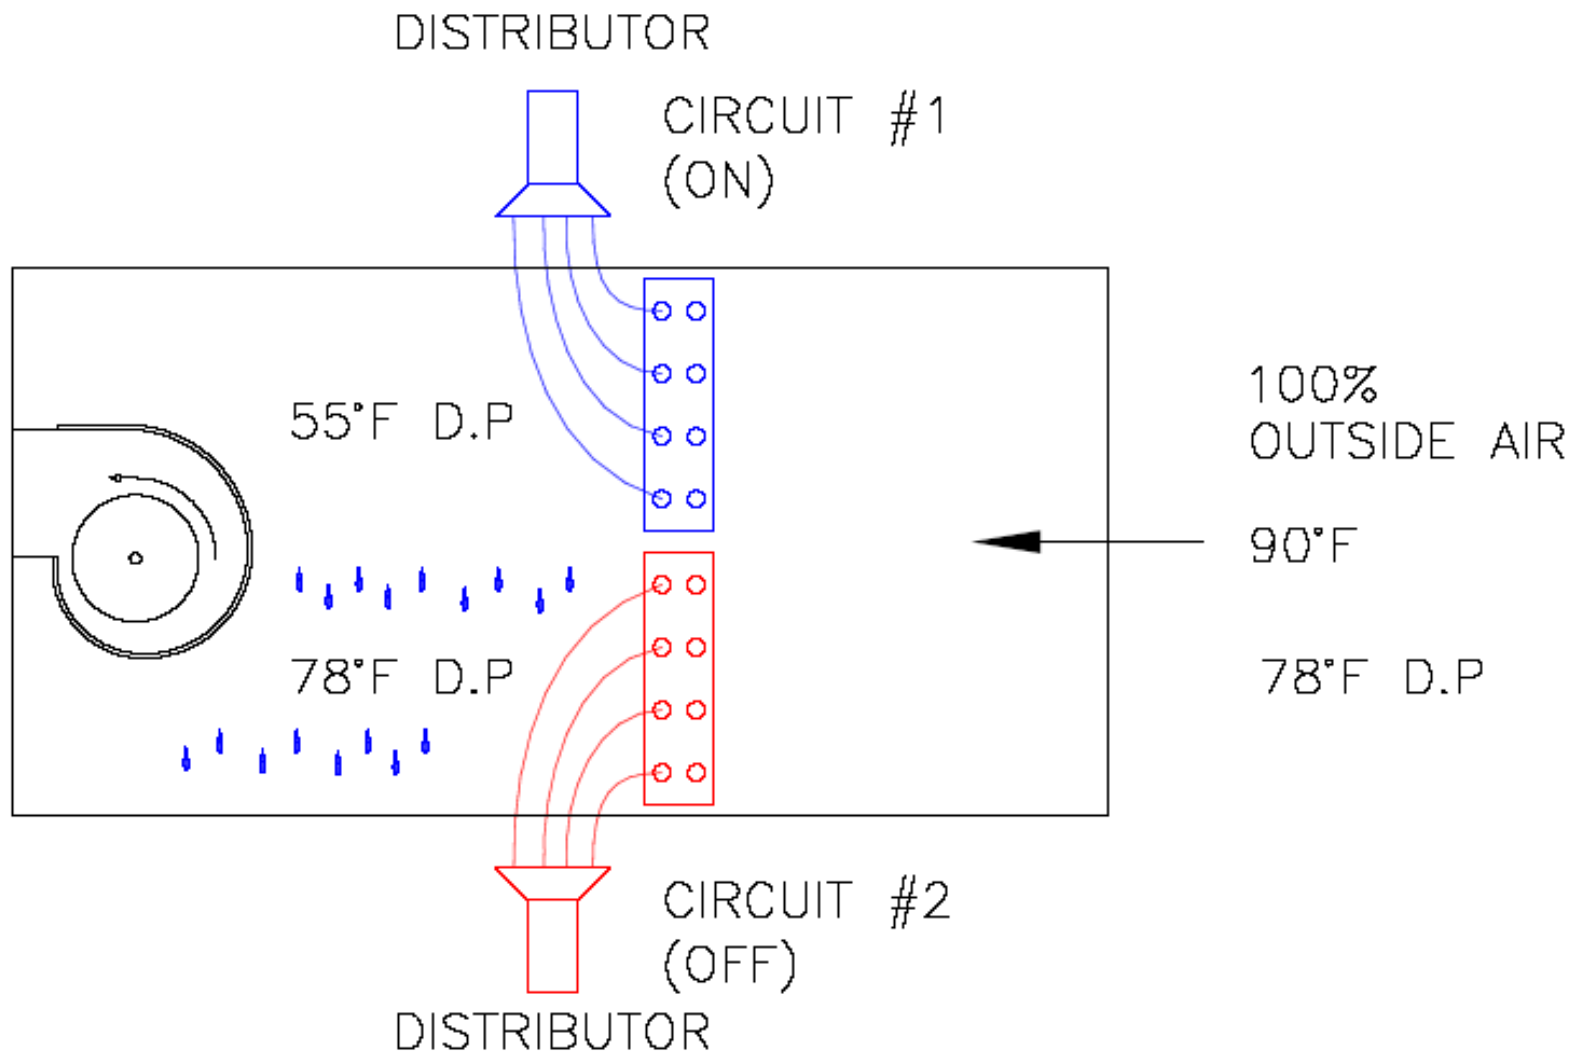 DISTRIBUTOR
CIRCUIT #1
(ON)
100%
OUTSIDE AIR
55°F D.P
90°F
78°F D.P
78°F D.P
CIRCUIT #2
(OFF)
DISTRIBUTOR